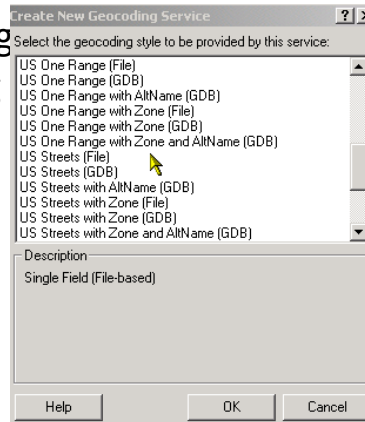 Create New Geocoding Service
Select the geocoding style to be provided by this service:
US One Range (File)
US One Range (GDB)
US One Range with AltName (GDB)
US One Range with Zone (File)
US One Range with Zone (GDB)
US One Range with Zone and AltName (GDB)
US Streets (File)
US Streets (GDB)
US Streets with AltName (GDB)
US Streets with Zone (File)
US Streets with Zone (GDB)
US Streets with Zone and AltName (GDB)
Description
Single Field (File-based)
Help OK Cancel